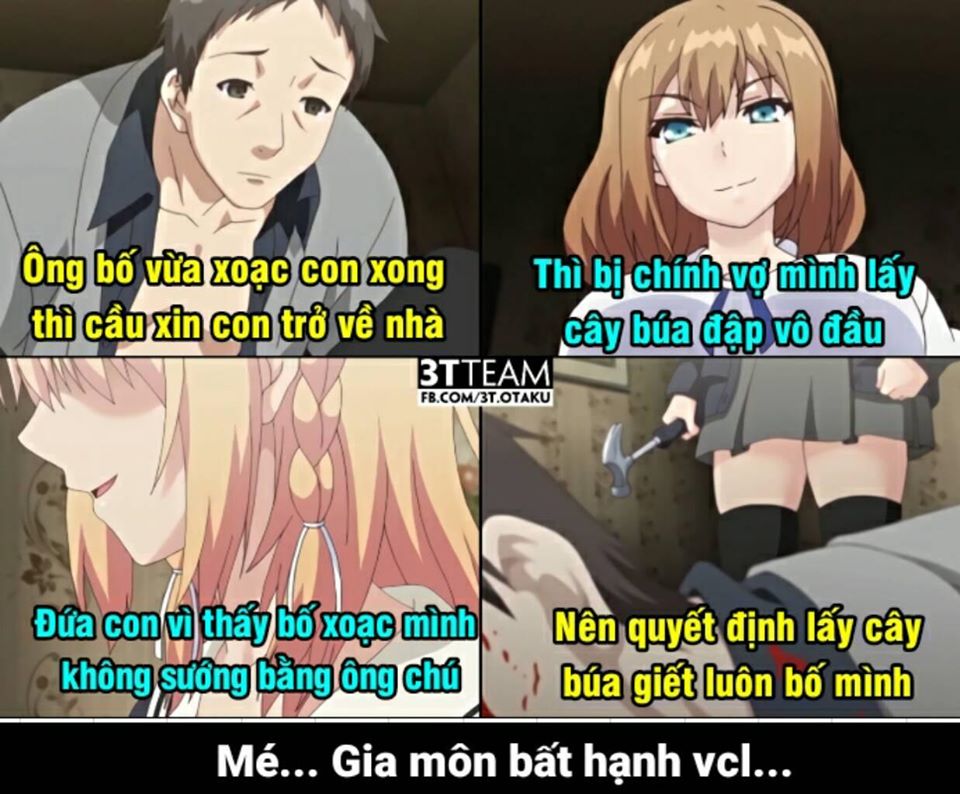 Ông bố vừa xoạc con xong
thì cầu xin con trở về nhà
Thì bị chính vợ mình lấy
cây búa đập vô đầu
3TTEAM
FB.COM/3T.OTAKU
Đứa con vì thấy bố xoạc mình
không sướng bằng ông chú
Nên quyết định lấy cây
búa giết luôn bố mình
Mé... Gia môn bất hạnh vcl...